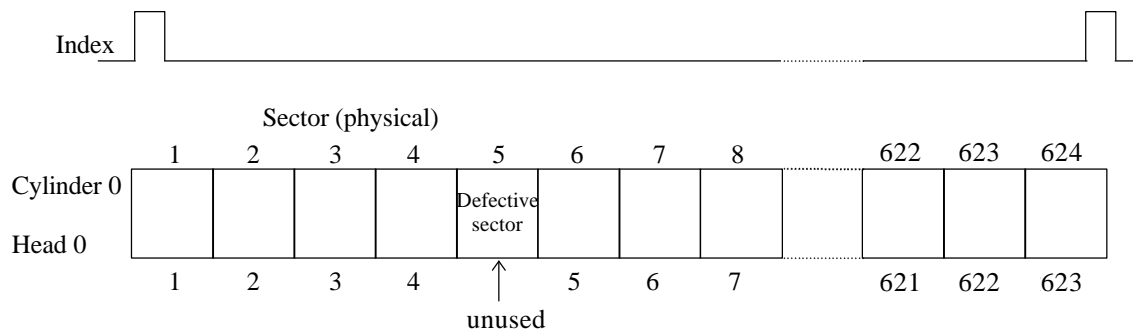 Index
Sector (physical)
1 2 3 4 5 6 7 8 622 623 624
Cylinder 0
Defective
sector
Head 0
1 2 3 4 5 6 7 621 622 623
unused